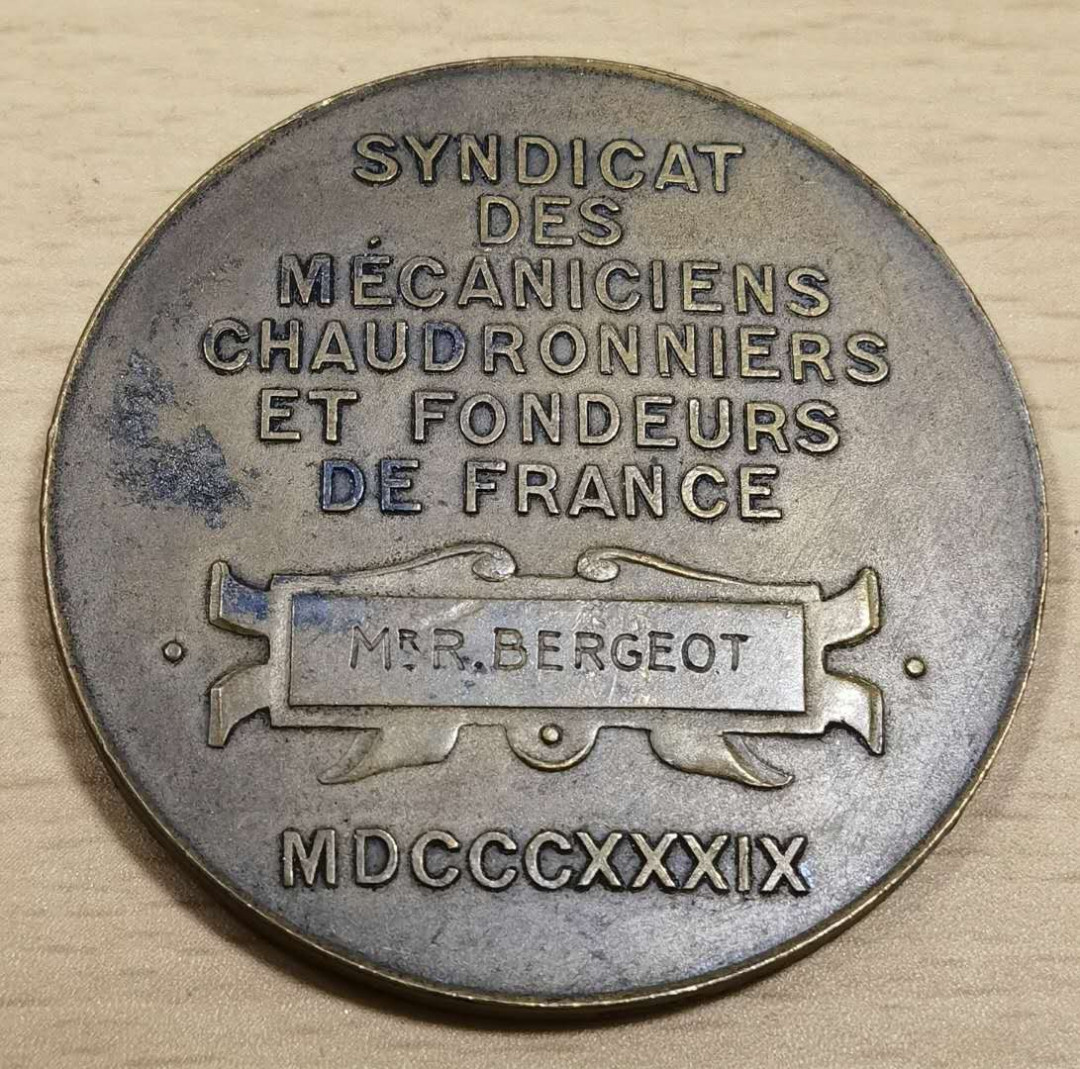 SYNDICAT
DES
MÉCANICIENS
CHAUDRONNIERS
ET FONDEURS
DE FRANCE
MR R. BERGEOT
MDCCCXXXIX